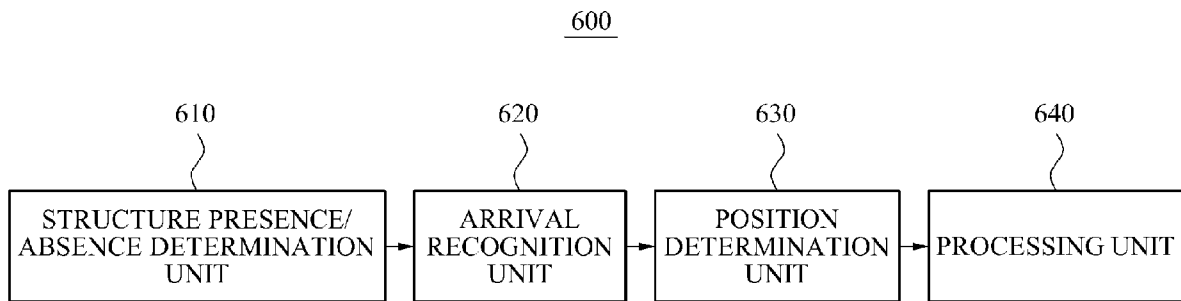 600
610
620
630
640
STRUCTURE PRESENCE/
ABSENCE DETERMINATION
UNIT
ARRIVAL
RECOGNITION
UNIT
POSITION
DETERMINATION
UNIT
PROCESSING UNIT